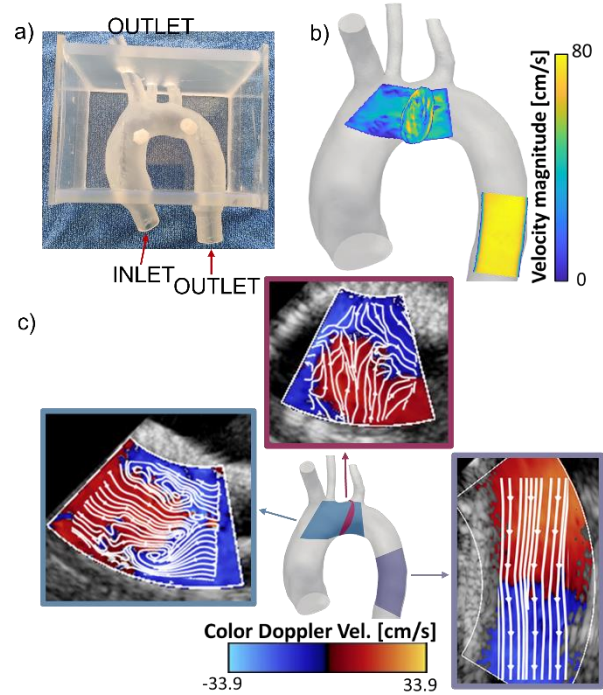 OUTLET
a)
b)
80
Velocity magnitude [cm/s]
0
INLET
OUTLET
c)
Color Doppler Vel. [cm/s]
-33.9
33.9